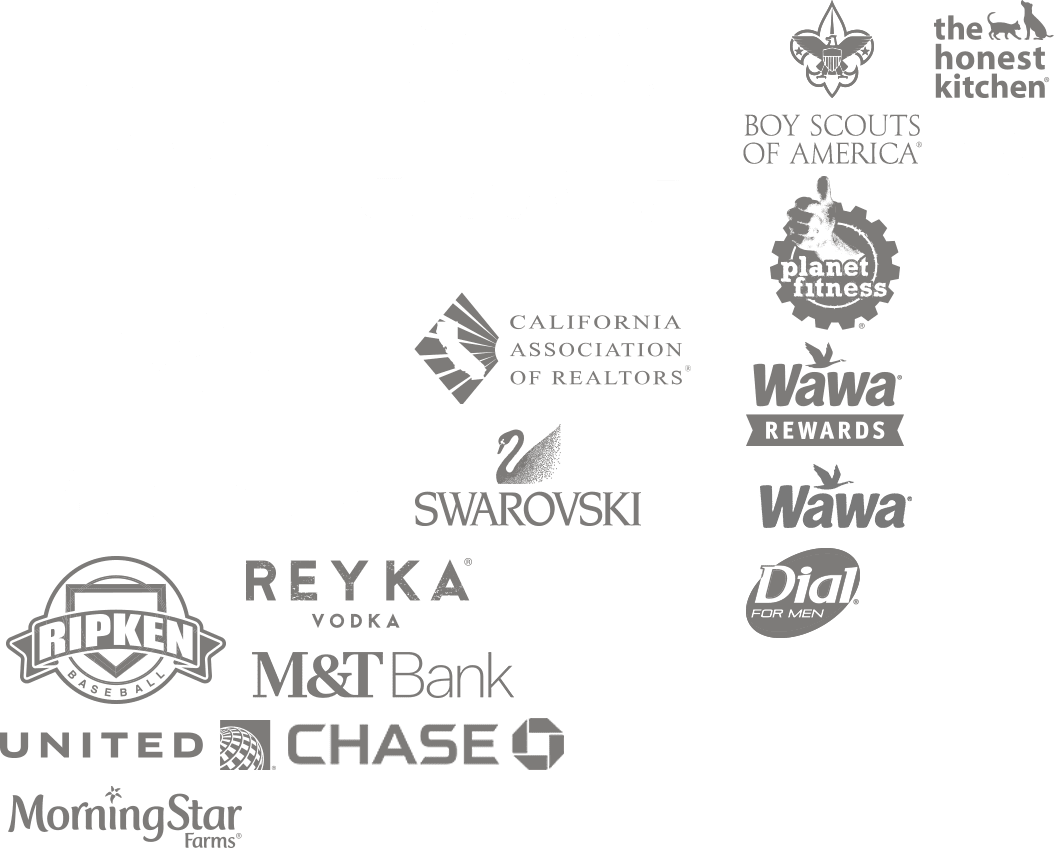 BOY SCOUTS
OF AMERICA®
the
honest
kitchen®
planet
fitness
®
CALIFORNIA
ASSOCIATION
OF REALTORS®
Wawa®
REWARDS
SWAROVSKI
Wawa®
RIPKEN
BASEBALL
REYKA®
VODKA
Dial®
FOR MEN
M&T Bank
UNITED
CHASE
MorningStar
Farms®